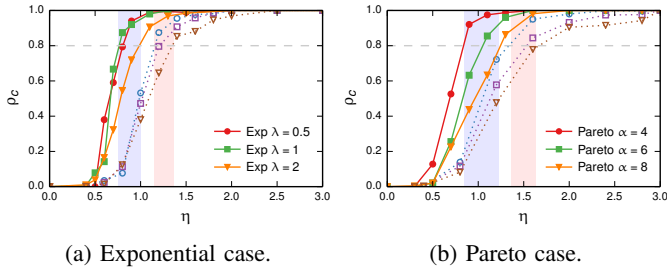 1.0
0.8
0.6
0.4
0.2
0.0
ρc
0.0 0.5 1.0 1.5 2.0 2.5 3.0
η
Exp λ = 0.5
Exp λ = 1
Exp λ = 2
(a) Exponential case.
1.0
0.8
0.6
0.4
0.2
0.0
ρc
0.0 0.5 1.0 1.5 2.0 2.5 3.0
η
Pareto α = 4
Pareto α = 6
Pareto α = 8
(b) Pareto case.